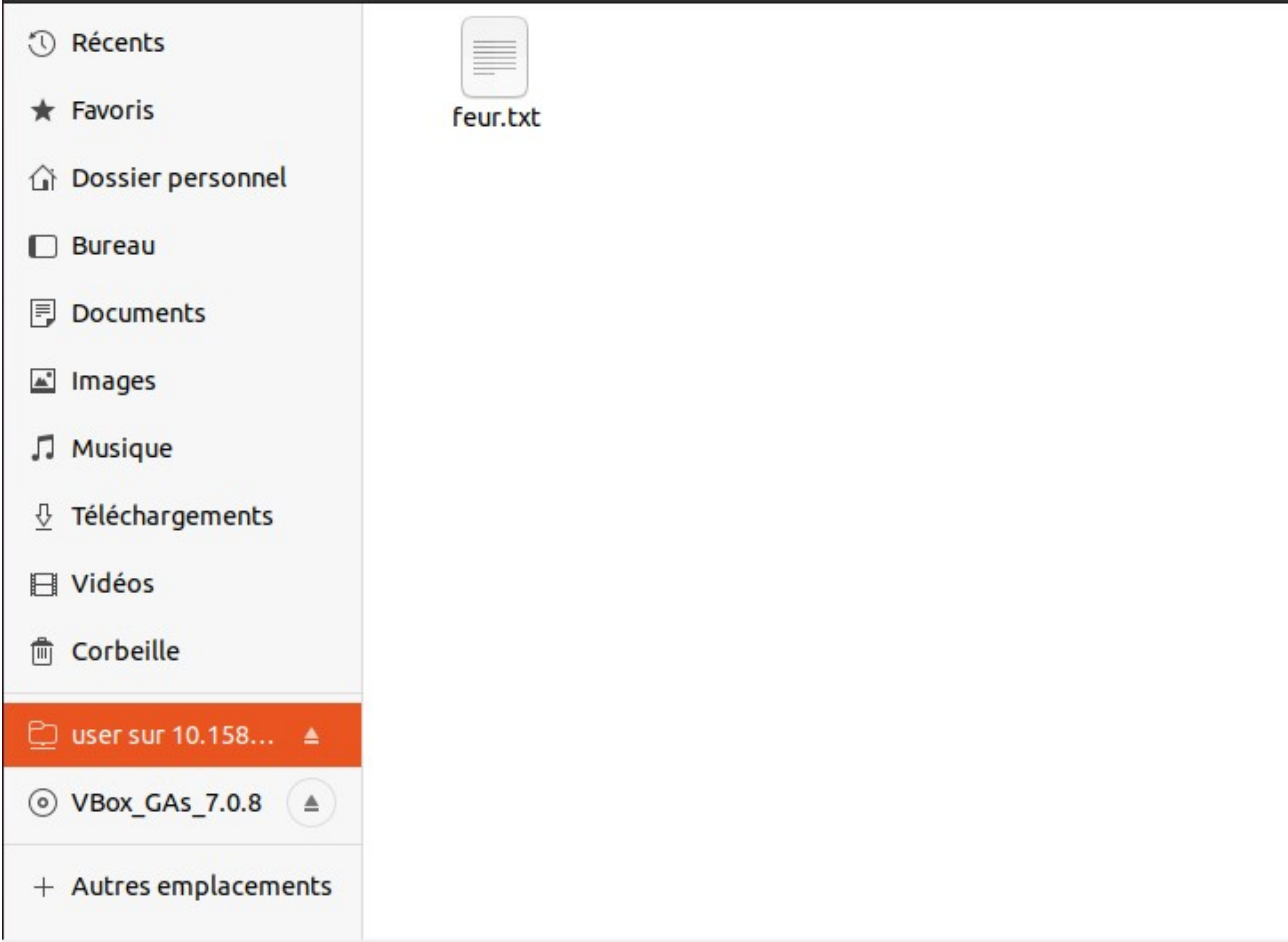 Récents
Favoris
Dossier personnel
Bureau
Documents
Images
Musique
Téléchargements
Vidéos
Corbeille
user sur 10.158...
VBox_GAs_7.0.8
Autres emplacements
feur.txt